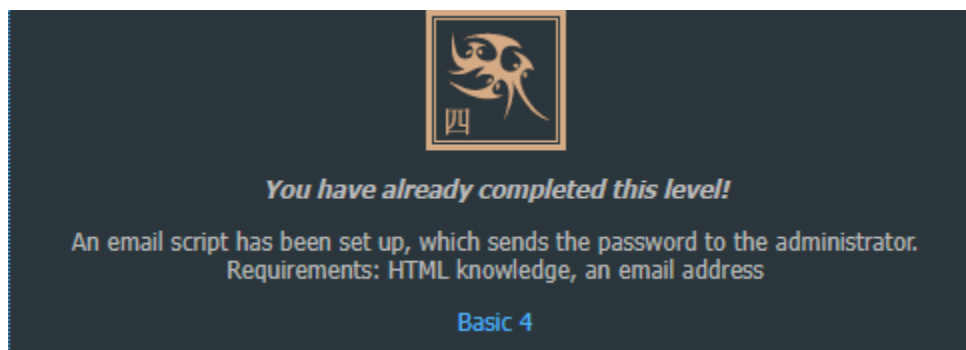 四
You have already completed this level!
An email script has been set up, which sends the password to the administrator.
Requirements: HTML knowledge, an email address
Basic 4